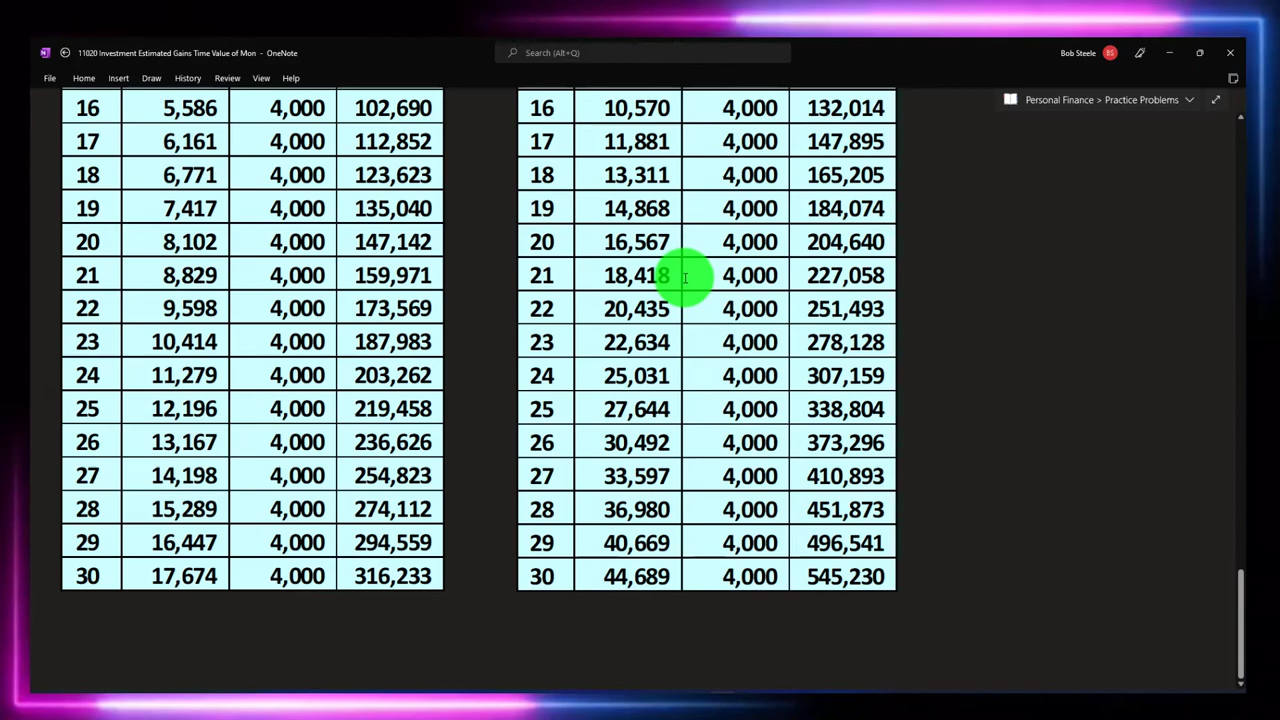 11020 Investment Estimated Gains Time Value of Mon - OneNote
Search (Alt+Q)
Bob Steele BS
File Home Insert Draw History Review View Help
Personal Finance > Practice Problems
16 5,586 4,000 102,690 16 10,570 4,000 132,014
17 6,161 4,000 112,852 17 11,881 4,000 147,895
18 6,771 4,000 123,623 18 13,311 4,000 165,205
19 7,417 4,000 135,040 19 14,868 4,000 184,074
20 8,102 4,000 147,142 20 16,567 4,000 204,640
21 8,829 4,000 159,971 21 18,418 4,000 227,058
22 9,598 4,000 173,569 22 20,435 4,000 251,493
23 10,414 4,000 187,983 23 22,634 4,000 278,128
24 11,279 4,000 203,262 24 25,031 4,000 307,159
25 12,196 4,000 219,458 25 27,644 4,000 338,804
26 13,167 4,000 236,626 26 30,492 4,000 373,296
27 14,198 4,000 254,823 27 33,597 4,000 410,893
28 15,289 4,000 274,112 28 36,980 4,000 451,873
29 16,447 4,000 294,559 29 40,669 4,000 496,541
30 17,674 4,000 316,233 30 44,689 4,000 545,230